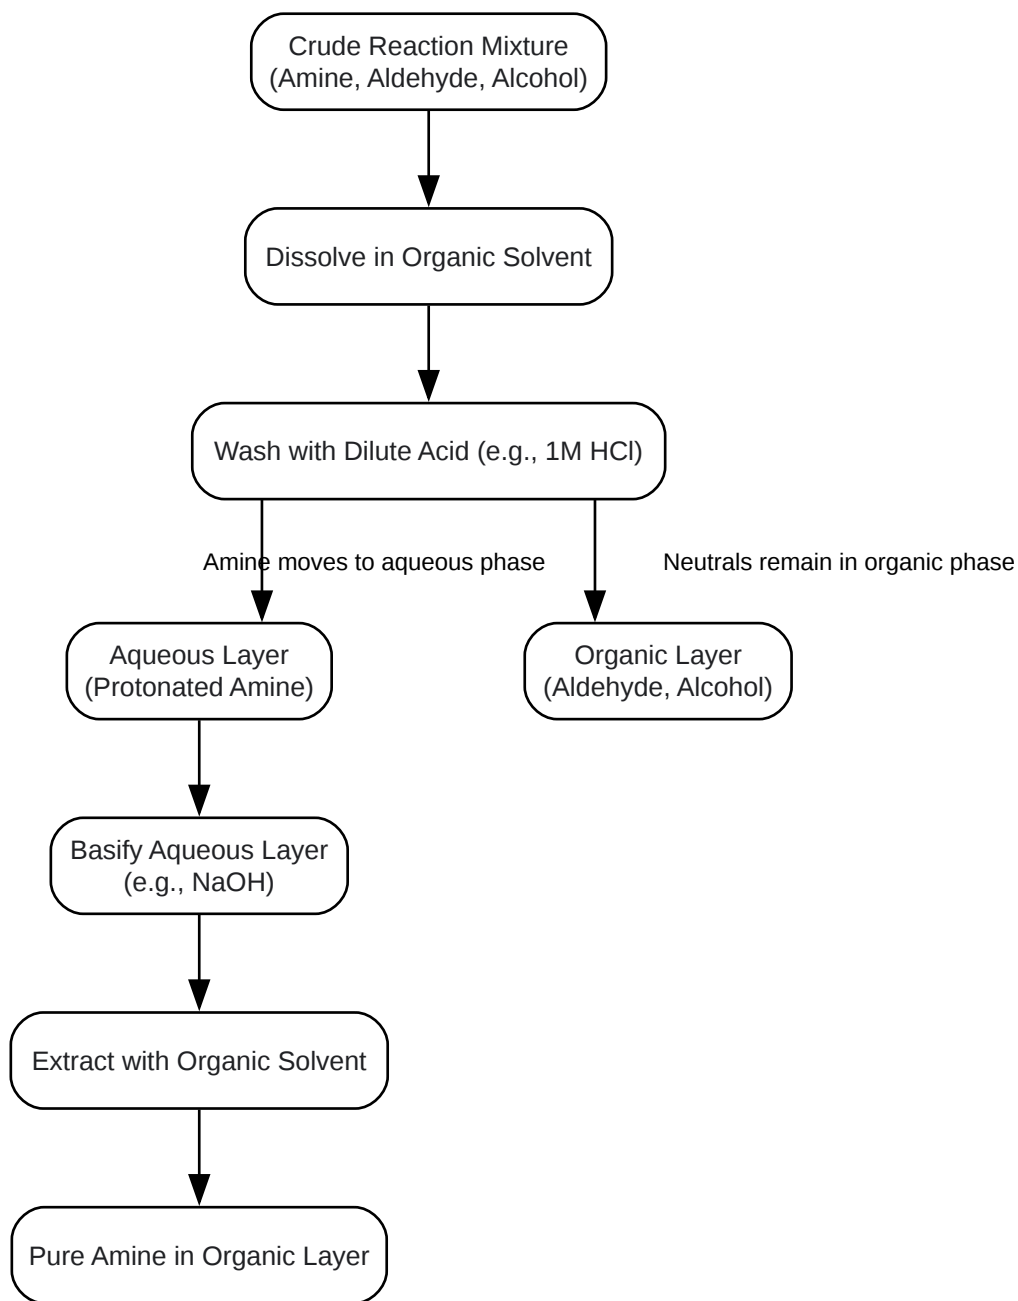 Crude Reaction Mixture
(Amine, Aldehyde, Alcohol)
Dissolve in Organic Solvent
Wash with Dilute Acid (e.g., 1M HCl)
Amine moves to aqueous phase
Neutrals remain in organic phase
Aqueous Layer
(Protonated Amine)
Organic Layer
(Aldehyde, Alcohol)
Basify Aqueous Layer
(e.g., NaOH)
Extract with Organic Solvent
Pure Amine in Organic Layer